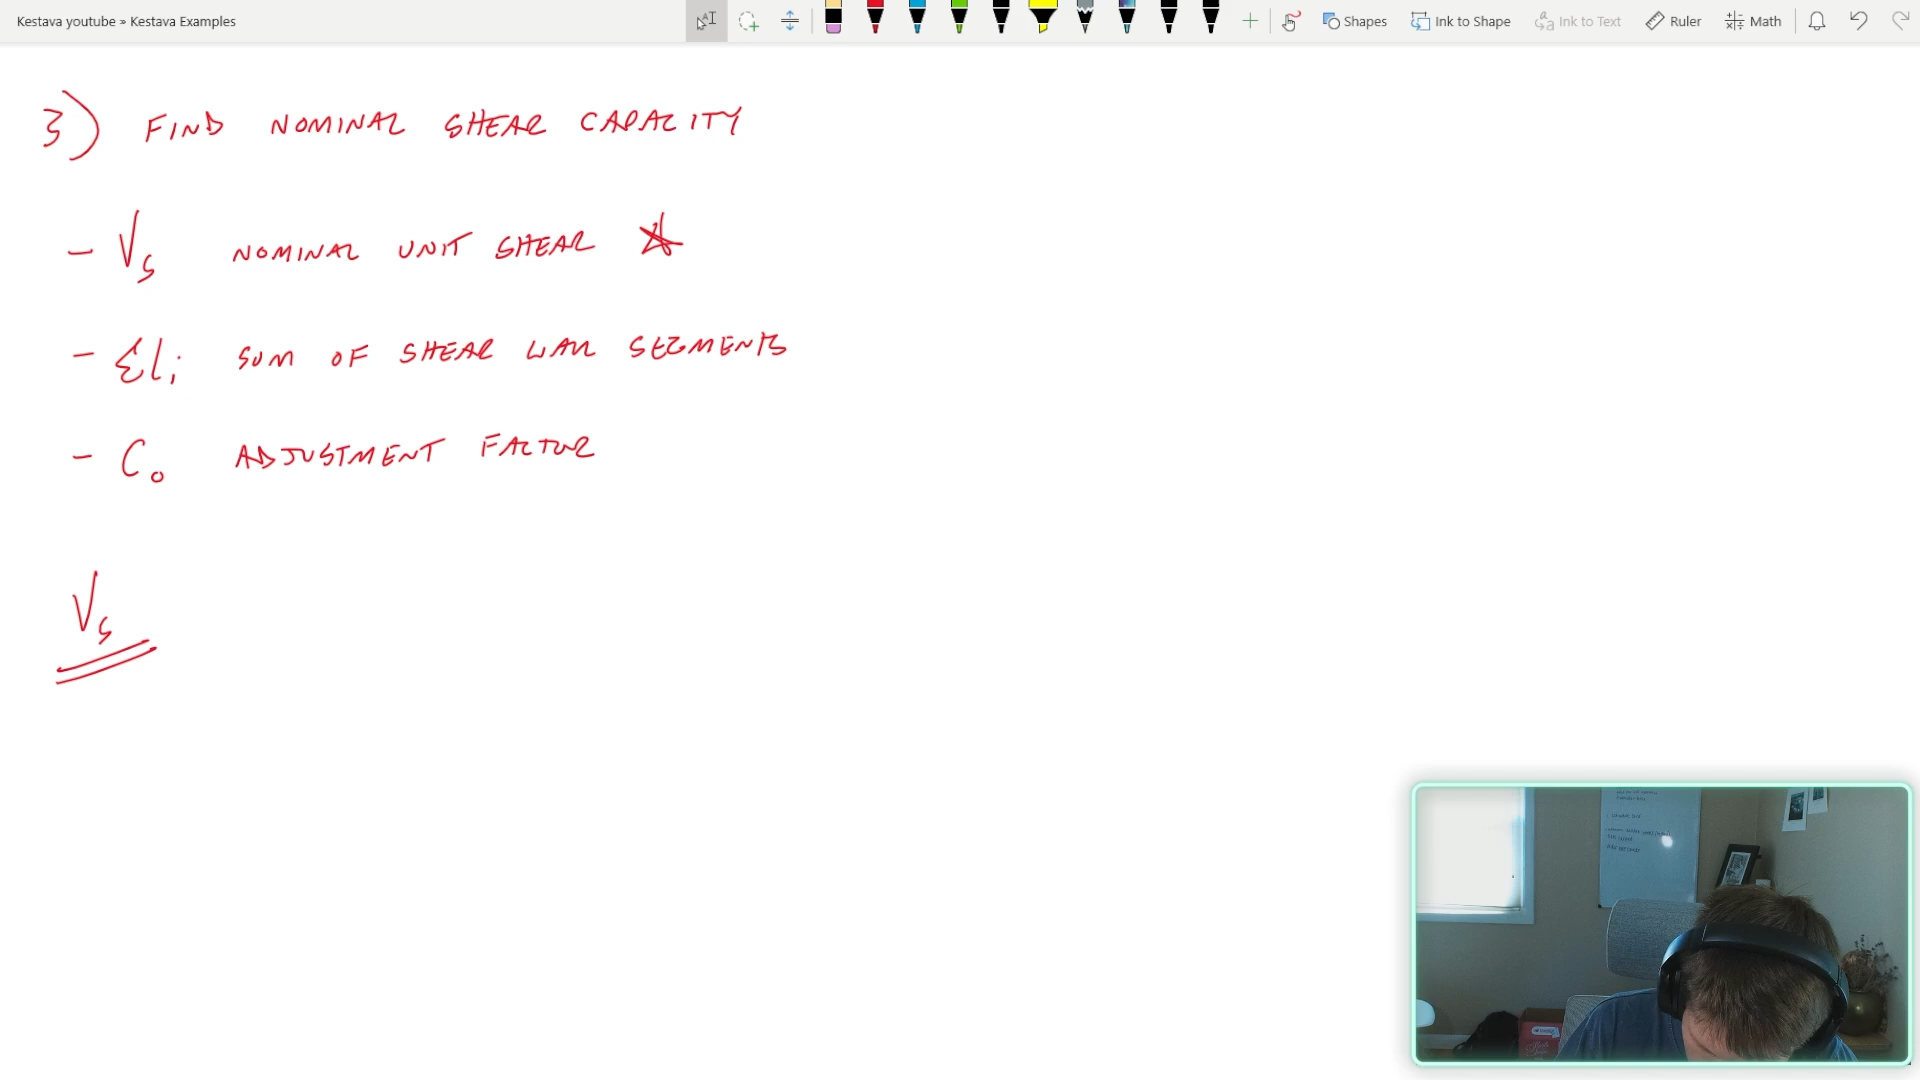 Kestava youtube » Kestava Examples
Shapes Ink to Shape Ink to Text Ruler Math
3) FIND NOMINAL SHEAR CAPACITY
- Vs NOMINAL UNIT SHEAR
- Σli SUM OF SHEAR WALL SEGMENTS
- Co ADJUSTMENT FACTOR
Vs